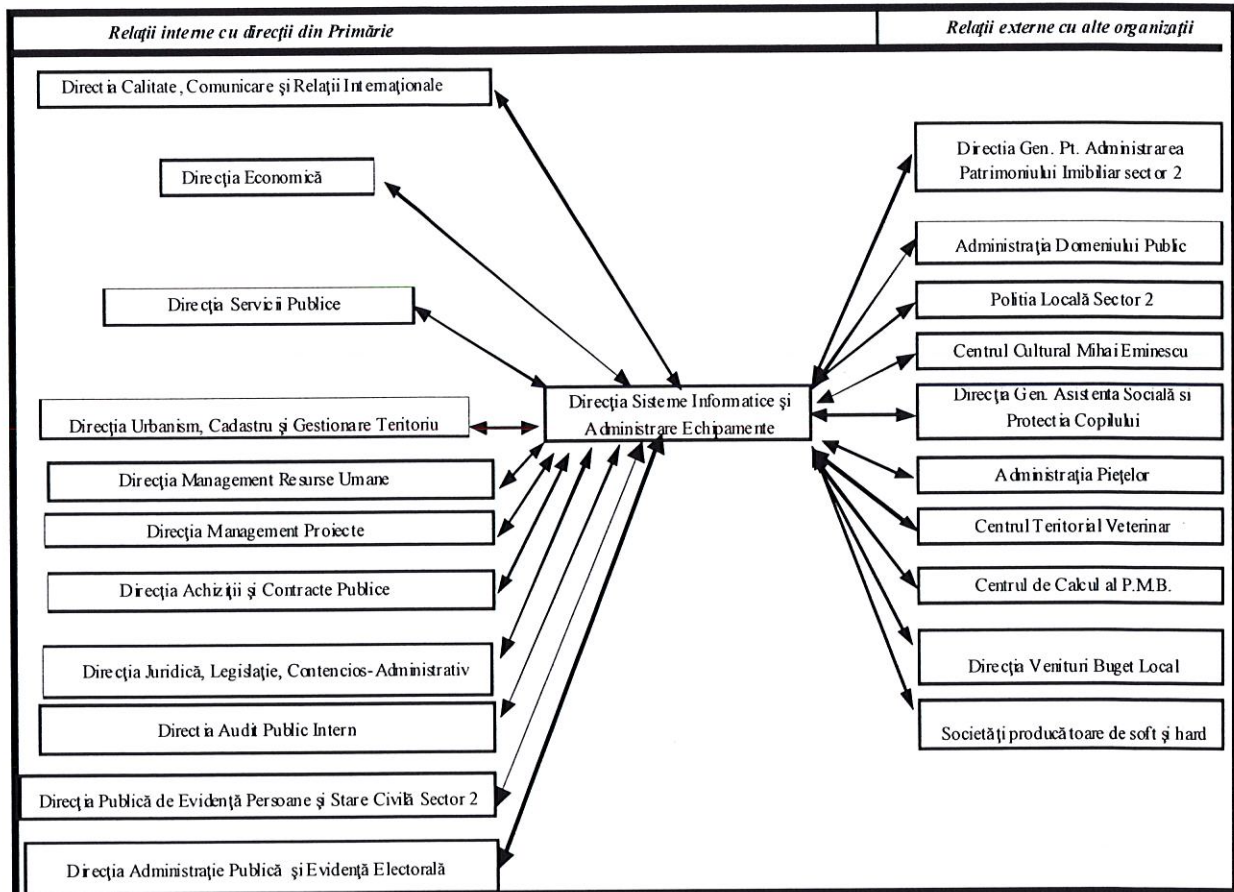 Relații interne cu direcții din Primărie
Relații externe cu alte organizații
Directia Calitate, Comunicare și Relații Internaționale
Direcția Economică
Direcția Servicii Publice
Direcția Urbanism, Cadastru și Gestionare Teritoriu
Direcția Management Resurse Umane
Direcția Management Proiecte
Direcția Achiziții și Contracte Publice
Direcția Juridică, Legislație, Contencios-Administrativ
Directia Audit Public Intern
Direcția Publică de Evidență Persoane și Stare Civilă Sector 2
Direcția Administrație Publică și Evidență Electorală
Direcția Sisteme Informatice și
Administrare Echipamente
Directia Gen. Pt. Administrarea
Patrimoniului Imibiliar sector 2
Administrația Domeniului Public
Politia Locală Sector 2
Centrul Cultural Mihai Eminescu
Direcția Gen. Asistenta Socială si
Protectia Copilului
Administrația Piețelor
Centrul Teritorial Veterinar
Centrul de Calcul al P.M.B.
Direcția Venituri Buget Local
Societăți producătoare de soft și hard